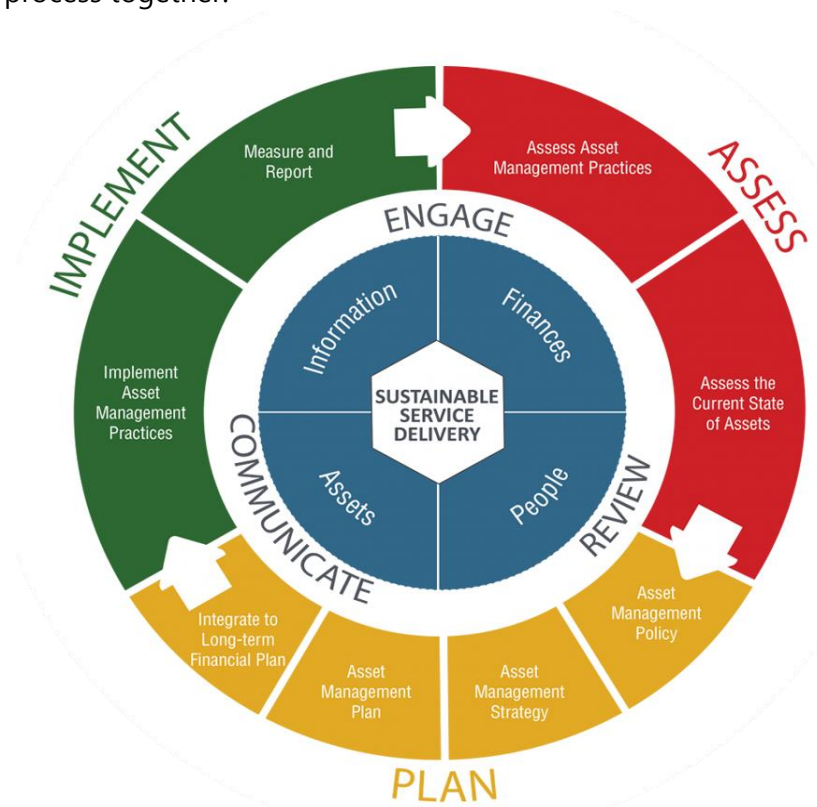 process together.
IMPLEMENT
Measure and
Report
Assess Asset
Management Practices
ASSESS
ENGAGE
Information
Finances
SUSTAINABLE
SERVICE
DELIVERY
Implement
Asset
Management
Practices
Assess the
Current State
of Assets
COMMUNICATE
Assets
People
REVIEW
Integrate to
Long-term
Financial Plan
Asset
Management
Plan
Asset
Management
Strategy
Asset
Management
Policy
PLAN